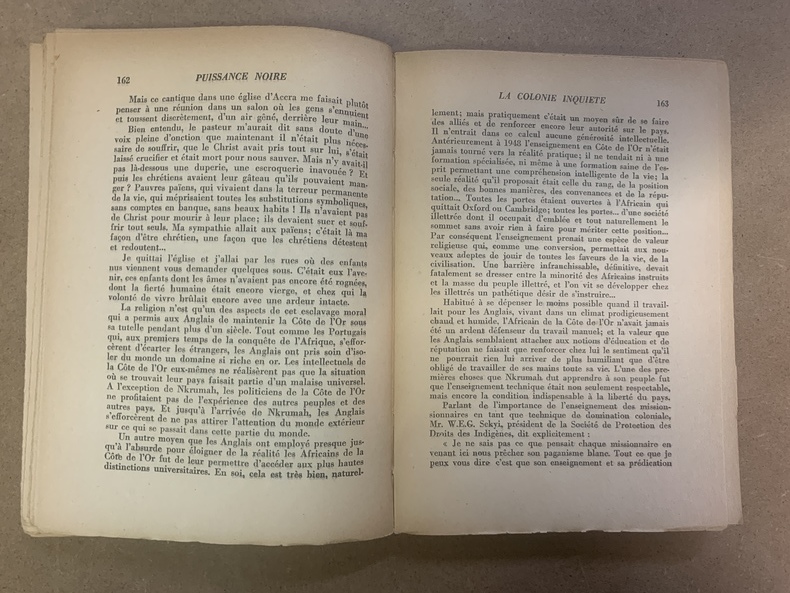 162
PUISSANCE NOIRE
Mais ce cantique dans une église d'Accra me faisait plutôt
penser à une réunion dans un salon où les gens s'ennuient
et toussent discrètement, d'un air gêné, derrière leur main...
Bien entendu, le pasteur m'aurait dit sans doute d'une
voix pleine d'onction que maintenant il n'était plus néces-
saire de souffrir, que le Christ avait pris tout sur lui, s'était
laissé crucifier et était mort pour nous sauver. Mais n'y avait-il
pas là-dessous une duperie, une escroquerie inavouée ? Et
puis les chrétiens avaient leur gâteau qu'ils pouvaient man-
ger ? Pauvres païens, qui vivaient dans la terreur permanente
de la vie, qui méprisaient toutes les substitutions symboliques,
sans comptes en banque, sans beaux habits ! Ils n'avaient pas
de Christ pour mourir à leur place; ils devaient suer et souf-
frir tout seuls. Ma sympathie allait aux païens; c'était là ma
façon d'être chrétien, une façon que les chrétiens détestent
et redoutent...
Je quittai l'église et j'allai par les rues où des enfants
nus viennent vous demander quelques sous. C'était eux l'ave-
nir, ces enfants dont les âmes n'avaient pas encore été rognées,
dont la fierté humaine était encore vierge, et chez qui la
volonté de vivre brûlait encore avec une ardeur intacte.
La religion n'est qu'un des aspects de cet esclavage moral
qui a permis aux Anglais de maintenir la Côte de l'Or sous
sa tutelle pendant plus d'un siècle. Tout comme les Portugais
qui, aux premiers temps de la conquête de l'Afrique, s'effor-
cèrent d'écarter les étrangers, les Anglais ont pris soin d'iso-
ler du monde un domaine si riche en or. Les intellectuels de
la Côte de l'Or eux-mêmes ne réalisèrent pas que la situation
où se trouvait leur pays faisait partie d'un malaise universel.
A l'exception de Nkrumah, les politiciens de la Côte de l'Or
ne profitaient pas de l'expérience des autres peuples et des
autres pays. Et jusqu'à l'arrivée de Nkrumah, les Anglais
s'efforcèrent de ne pas attirer l'attention du monde extérieur
sur ce qui se passait dans cette partie du monde.
Un autre moyen que les Anglais ont employé presque jus-
qu'à l'absurde pour éloigner de la réalité les Africains de la
Côte de l'Or fut de leur permettre d'accéder aux plus hautes
distinctions universitaires. En soi, cela est très bien, naturel-
LA COLONIE INQUIETE
163
lement; mais pratiquement c'était un moyen sûr de se faire
des alliés et de renforcer encore leur autorité sur le pays.
Il n'entrait dans ce calcul aucune générosité intellectuelle.
Antérieurement à 1948 l'enseignement en Côte de l'Or n'était
jamais tourné vers la réalité pratique; il ne tendait ni à une
formation spécialisée, ni même à une formation saine de l'es-
prit permettant une compréhension intelligente de la vie; la
seule réalité qu'il proposait était celle du rang, de la position
sociale, des bonnes manières, des convenances et de la répu-
tation... Toutes les portes étaient ouvertes à l'Africain qui
quittait Oxford ou Cambridge; toutes les portes... d'une société
illettrée dont il occupait d'emblée et tout naturellement le
sommet sans avoir rien à faire pour mériter cette position...
Par conséquent l'enseignement prenait une espèce de valeur
religieuse qui, comme une conversion, permettait aux nou-
veaux adeptes de jouir de toutes les faveurs de la vie, de la
civilisation. Une barrière infranchissable, définitive, devait
fatalement se dresser entre la minorité des Africains instruits
et la masse du peuple illettré, et l'on vit se développer chez
les illettrés un pathétique désir de s'instruire...
Habitué à se dépenser le moins possible quand il travail-
lait pour les Anglais, vivant dans un climat prodigieusement
chaud et humide, l'Africain de la Côte de l'Or n'avait jamais
été un ardent défenseur du travail manuel; et la valeur que
les Anglais semblaient attacher aux notions d'éducation et de
réputation ne faisait que renforcer chez lui le sentiment qu'il
ne pourrait rien lui arriver de plus humiliant que d'être
obligé de travailler de ses mains toute sa vie. L'une des pre-
mières choses que Nkrumah dut apprendre à son peuple fut
que l'enseignement technique était non seulement respectable,
mais encore la condition indispensable à la liberté du pays.
Parlant de l'importance de l'enseignement des mission-
sionnaires en tant que technique de domination coloniale,
Mr. W.E.G. Sekyi, président de la Société de Protection des
Droits des Indigènes, dit explicitement :
« Je ne sais pas ce que pensait chaque missionnaire en
venant ici nous prêcher son paganisme blanc. Tout ce que je
peux vous dire c'est que son enseignement et sa prédication